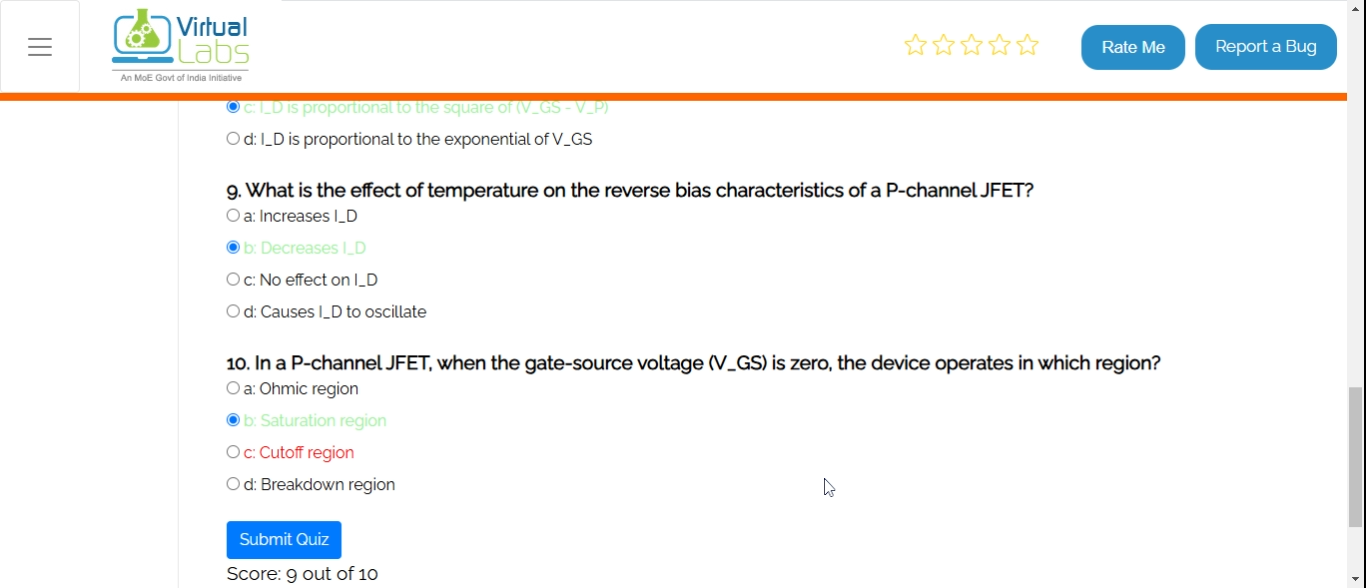 Virtual
Labs
An MoE Govt of India Initiative
Rate Me
Report a Bug
c: I_D is proportional to the square of (V_GS - V_P)
d: I_D is proportional to the exponential of V_GS
9. What is the effect of temperature on the reverse bias characteristics of a P-channel JFET?
a: Increases I_D
b: Decreases I_D
c: No effect on I_D
d: Causes I_D to oscillate
10. In a P-channel JFET, when the gate-source voltage (V_GS) is zero, the device operates in which region?
a: Ohmic region
b: Saturation region
c: Cutoff region
d: Breakdown region
Submit Quiz
Score: 9 out of 10